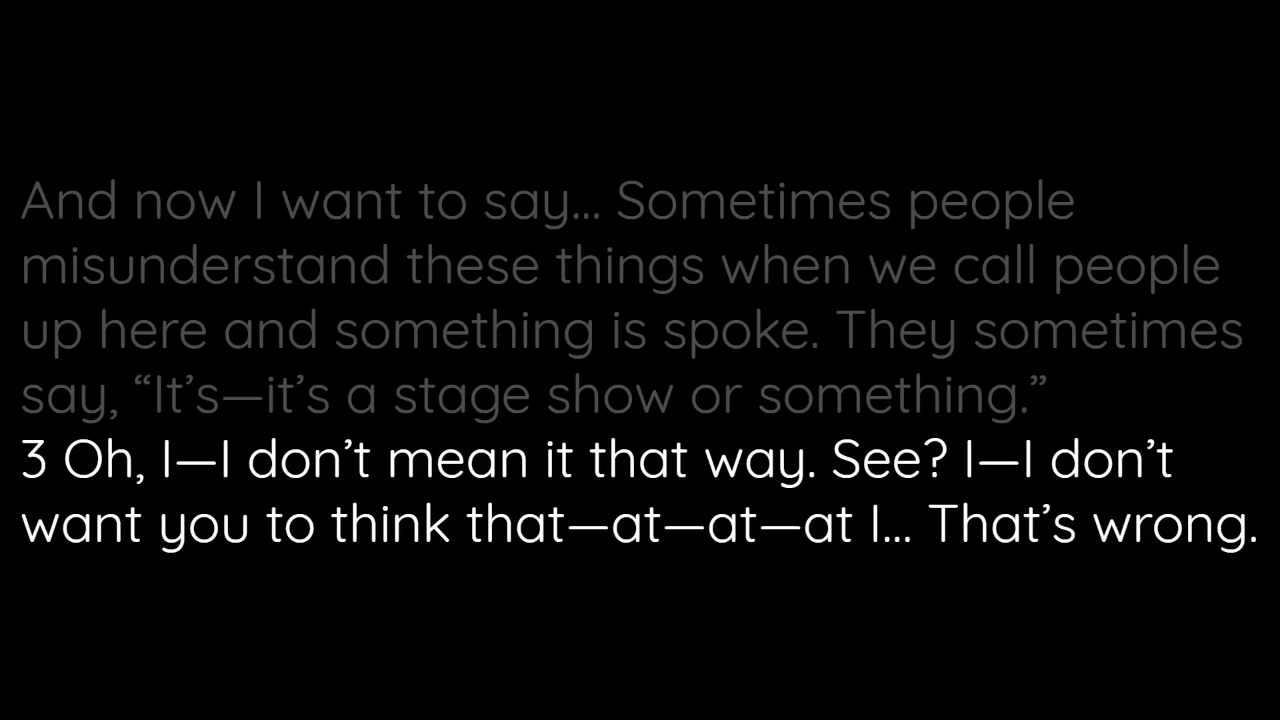 And now I want to say... Sometimes people
misunderstand these things when we call people
up here and something is spoke. They sometimes
say, “It’s—it’s a stage show or something.”
3 Oh, I—I don’t mean it that way. See? I—I don’t
want you to think that—at—at—at I... That’s wrong.